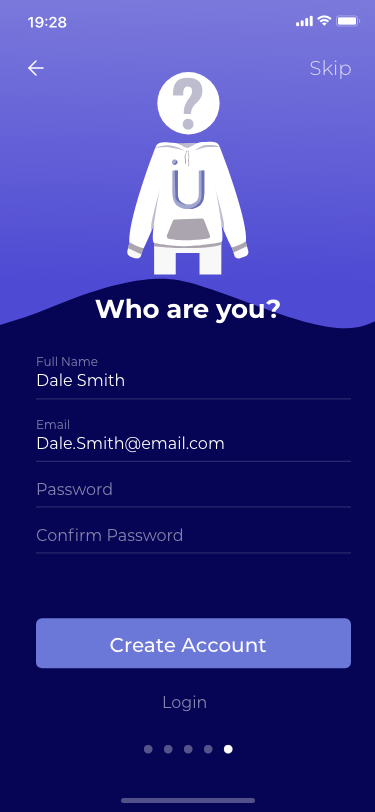 19:28
Skip
?
U
Who are you?
Full Name
Dale Smith
Email
Dale.Smith@email.com
Password
Confirm Password
Create Account
Login